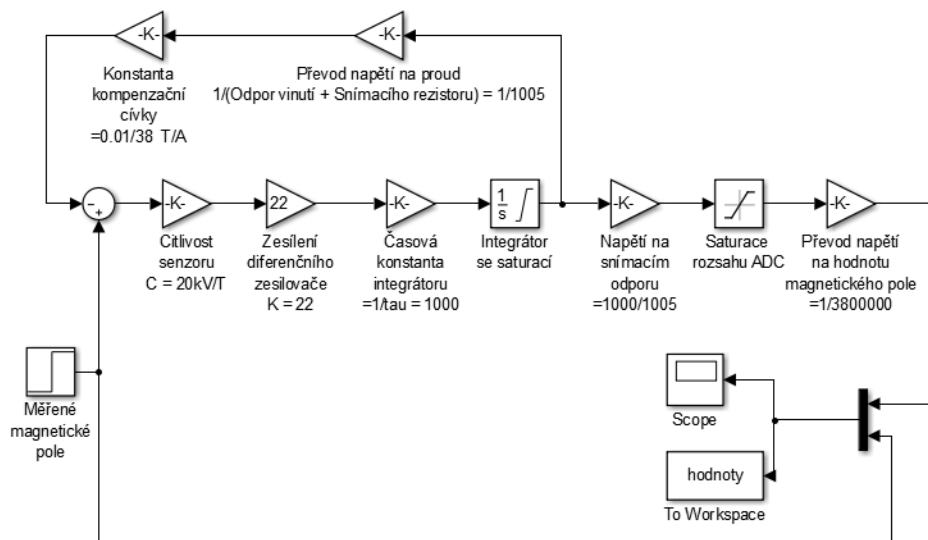 -K-
-K-
Konstanta
kompenzační
cívky
=0.01/38 T/A
Převod napětí na proud
1/(Odpor vinutí + Snímacího rezistoru) = 1/1005
-
+
-K-
22
-K-
1
s
-K-
-K-
Citlivost
senzoru
C = 20kV/T
Zesílení
diferenčního
zesilovače
K = 22
Časová
konstanta
integrátoru
=1/tau = 1000
Integrátor
se saturací
Napětí na
snímacím
odporu
=1000/1005
Saturace
rozsahu ADC
Převod napětí
na hodnotu
magnetického pole
=1/3800000
Měřené
magnetické
pole
Scope
hodnoty
To Workspace